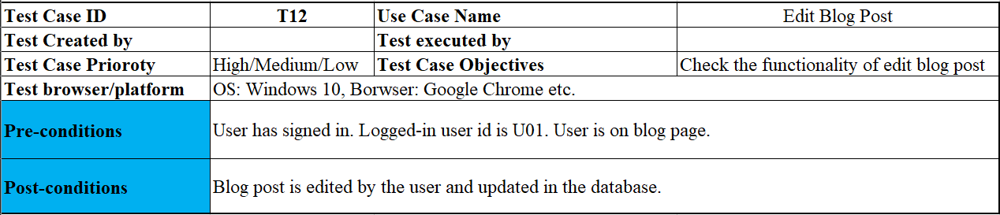 Test Case ID T12 Use Case Name Edit Blog Post
Test Created by Test executed by
Test Case Prioroty High/Medium/Low Test Case Objectives Check the functionality of edit blog post
Test browser/platform OS: Windows 10, Borwser: Google Chrome etc.
Pre-conditions User has signed in. Logged-in user id is U01. User is on blog page.
Post-conditions Blog post is edited by the user and updated in the database.